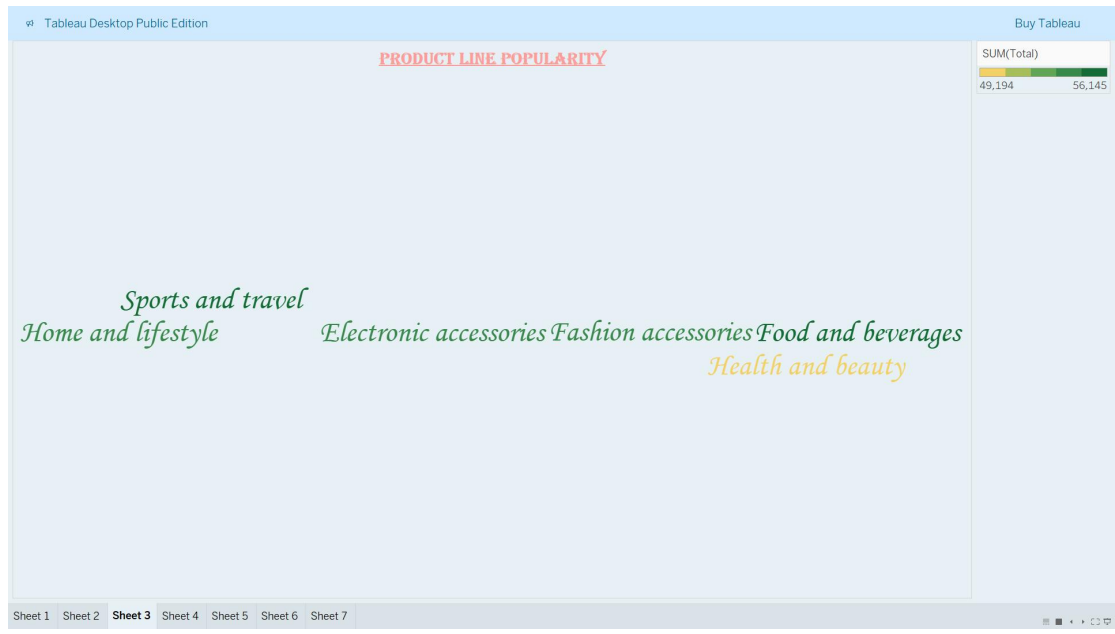 Tableau Desktop Public Edition
Buy Tableau
PRODUCT LINE POPULARITY
SUM(Total)
49,194 56,145
Sports and travel
Home and lifestyle
Electronic accessories
Fashion accessories
Food and beverages
Health and beauty
Sheet 1 Sheet 2 Sheet 3 Sheet 4 Sheet 5 Sheet 6 Sheet 7